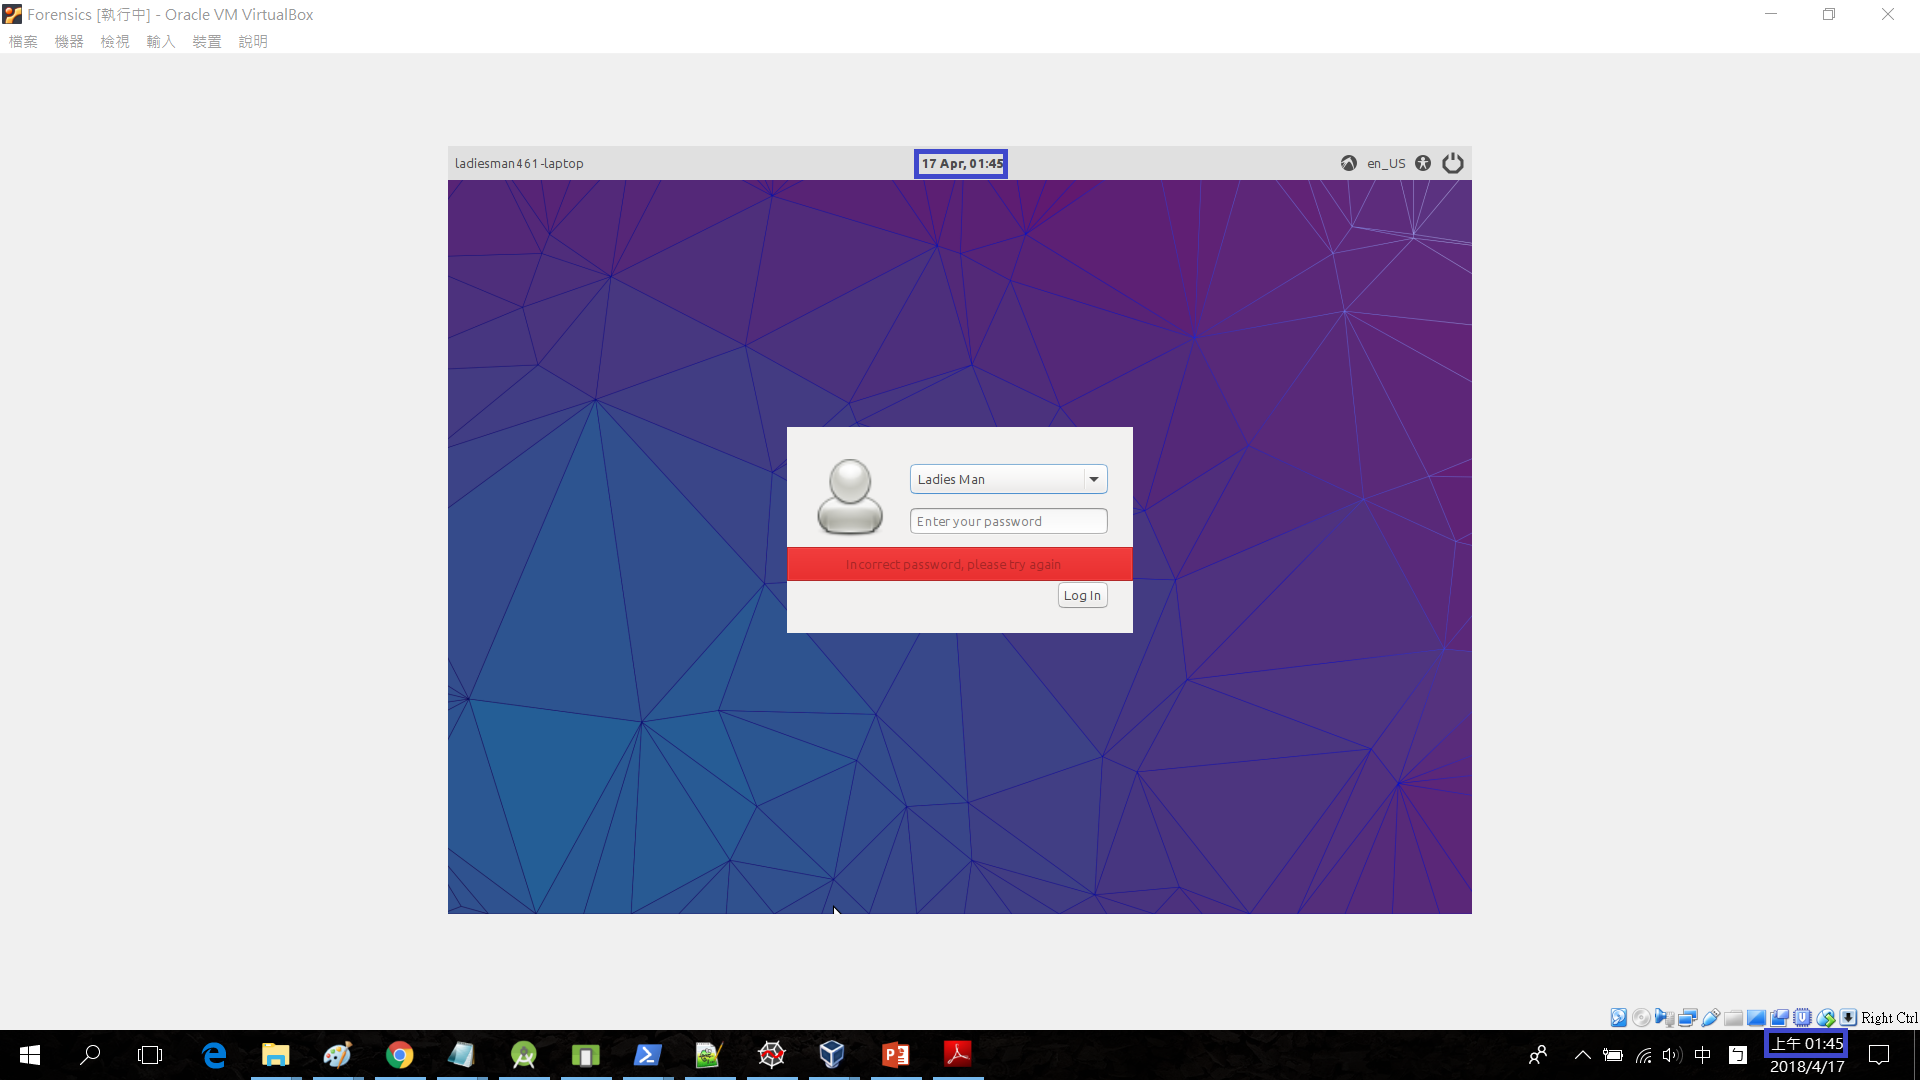 Forensics [執行中] - Oracle VM VirtualBox
檔案 機器 檢視 輸入 裝置 說明
ladiesman461-laptop 17 Apr, 01:45 en_US
Ladies Man
Enter your password
Incorrect password, please try again
Log In
Right Ctrl
中 上午 01:45
2018/4/17